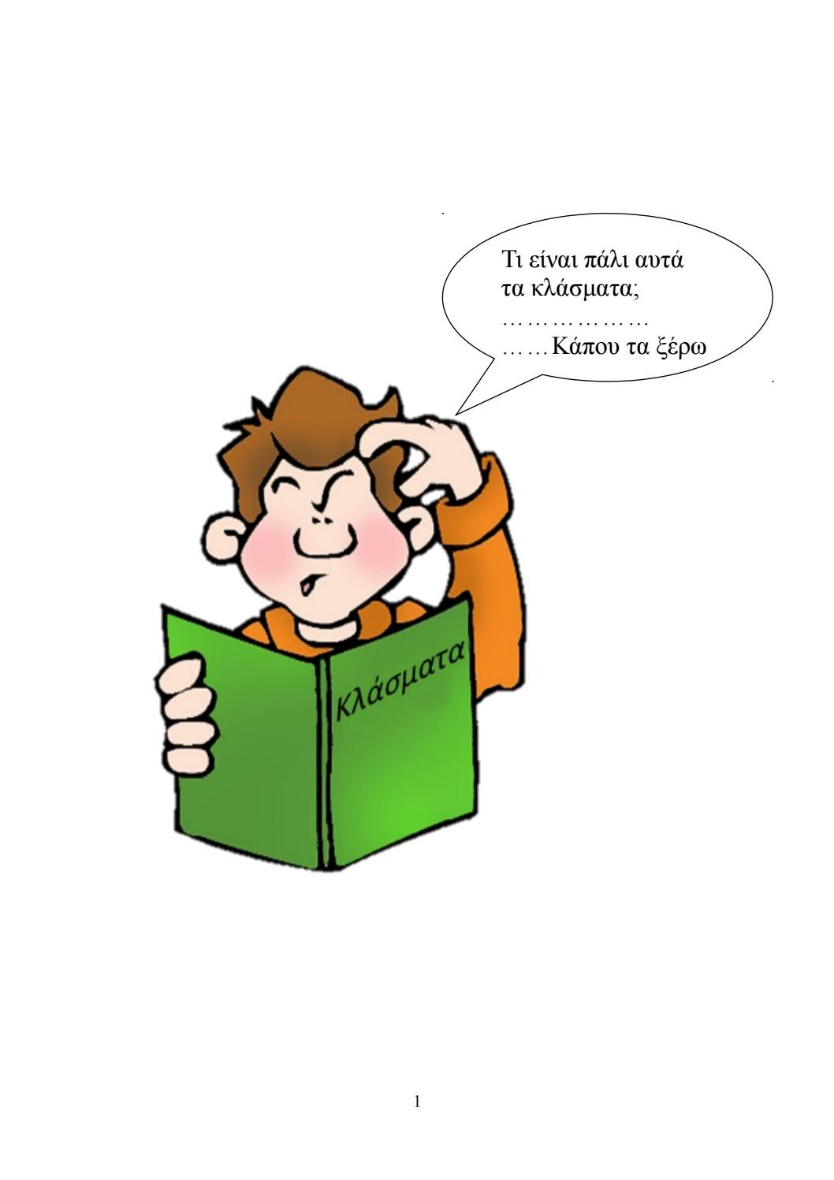 Τι είναι πάλι αυτά
τα κλάσματα;
………………
……Κάπου τα ξέρω
κλάσματα
1